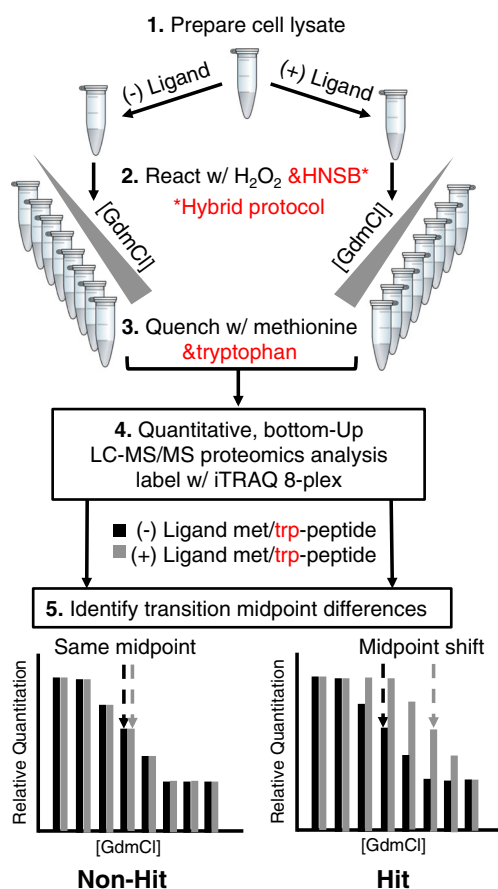 1. Prepare cell lysate
(-) Ligand
(+) Ligand
2. React w/ H₂O₂ &HNSB*
*Hybrid protocol
[GdmCl]
[GdmCl]
3. Quench w/ methionine
&tryptophan
4. Quantitative, bottom-Up
LC-MS/MS proteomics analysis
label w/ iTRAQ 8-plex
(-) Ligand met/trp-peptide
(+) Ligand met/trp-peptide
5. Identify transition midpoint differences
Same midpoint
Relative Quantitation
[GdmCl]
Non-Hit
Midpoint shift
Relative Quantitation
[GdmCl]
Hit